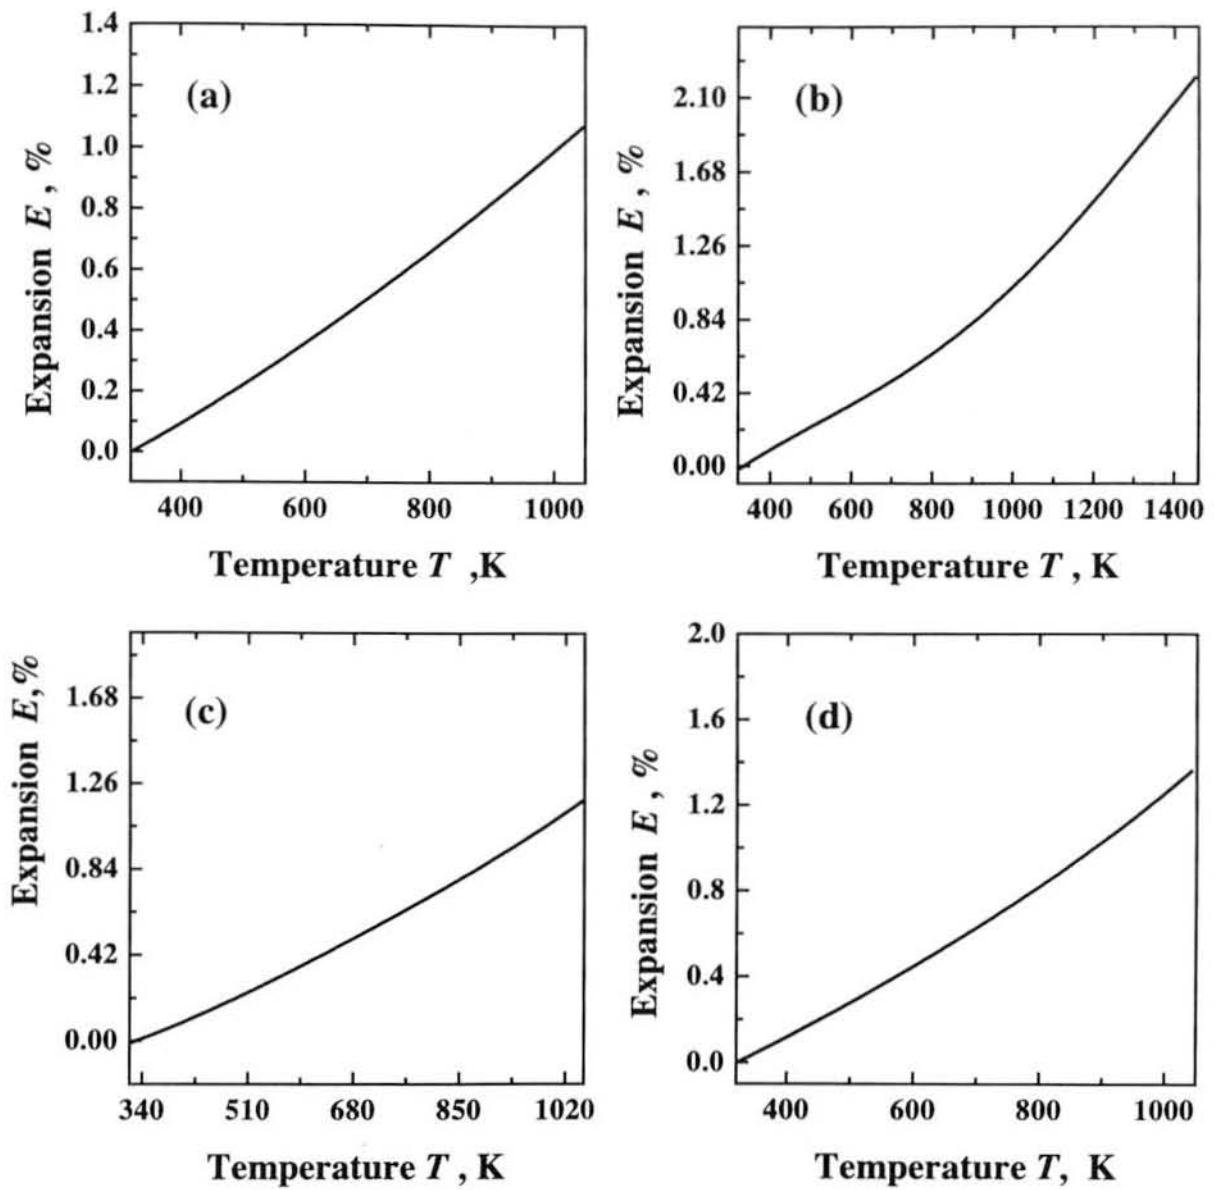 (a)
Expansion E , %
1.4
1.2
1.0
0.8
0.6
0.4
0.2
0.0
400 600 800 1000
Temperature T ,K
(b)
Expansion E , %
2.10
1.68
1.26
0.84
0.42
0.00
400 600 800 1000 1200 1400
Temperature T , K
(c)
Expansion E,%
1.68
1.26
0.84
0.42
0.00
340 510 680 850 1020
Temperature T , K
(d)
Expansion E , %
2.0
1.6
1.2
0.8
0.4
0.0
400 600 800 1000
Temperature T, K